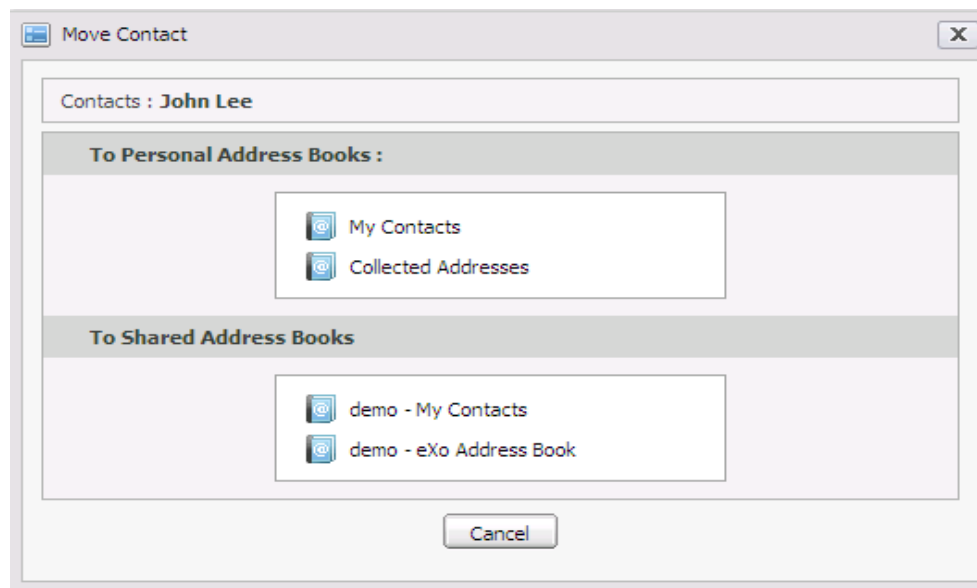 Move Contact
X
Contacts : John Lee
To Personal Address Books :
My Contacts
Collected Addresses
To Shared Address Books
demo - My Contacts
demo - eXo Address Book
Cancel